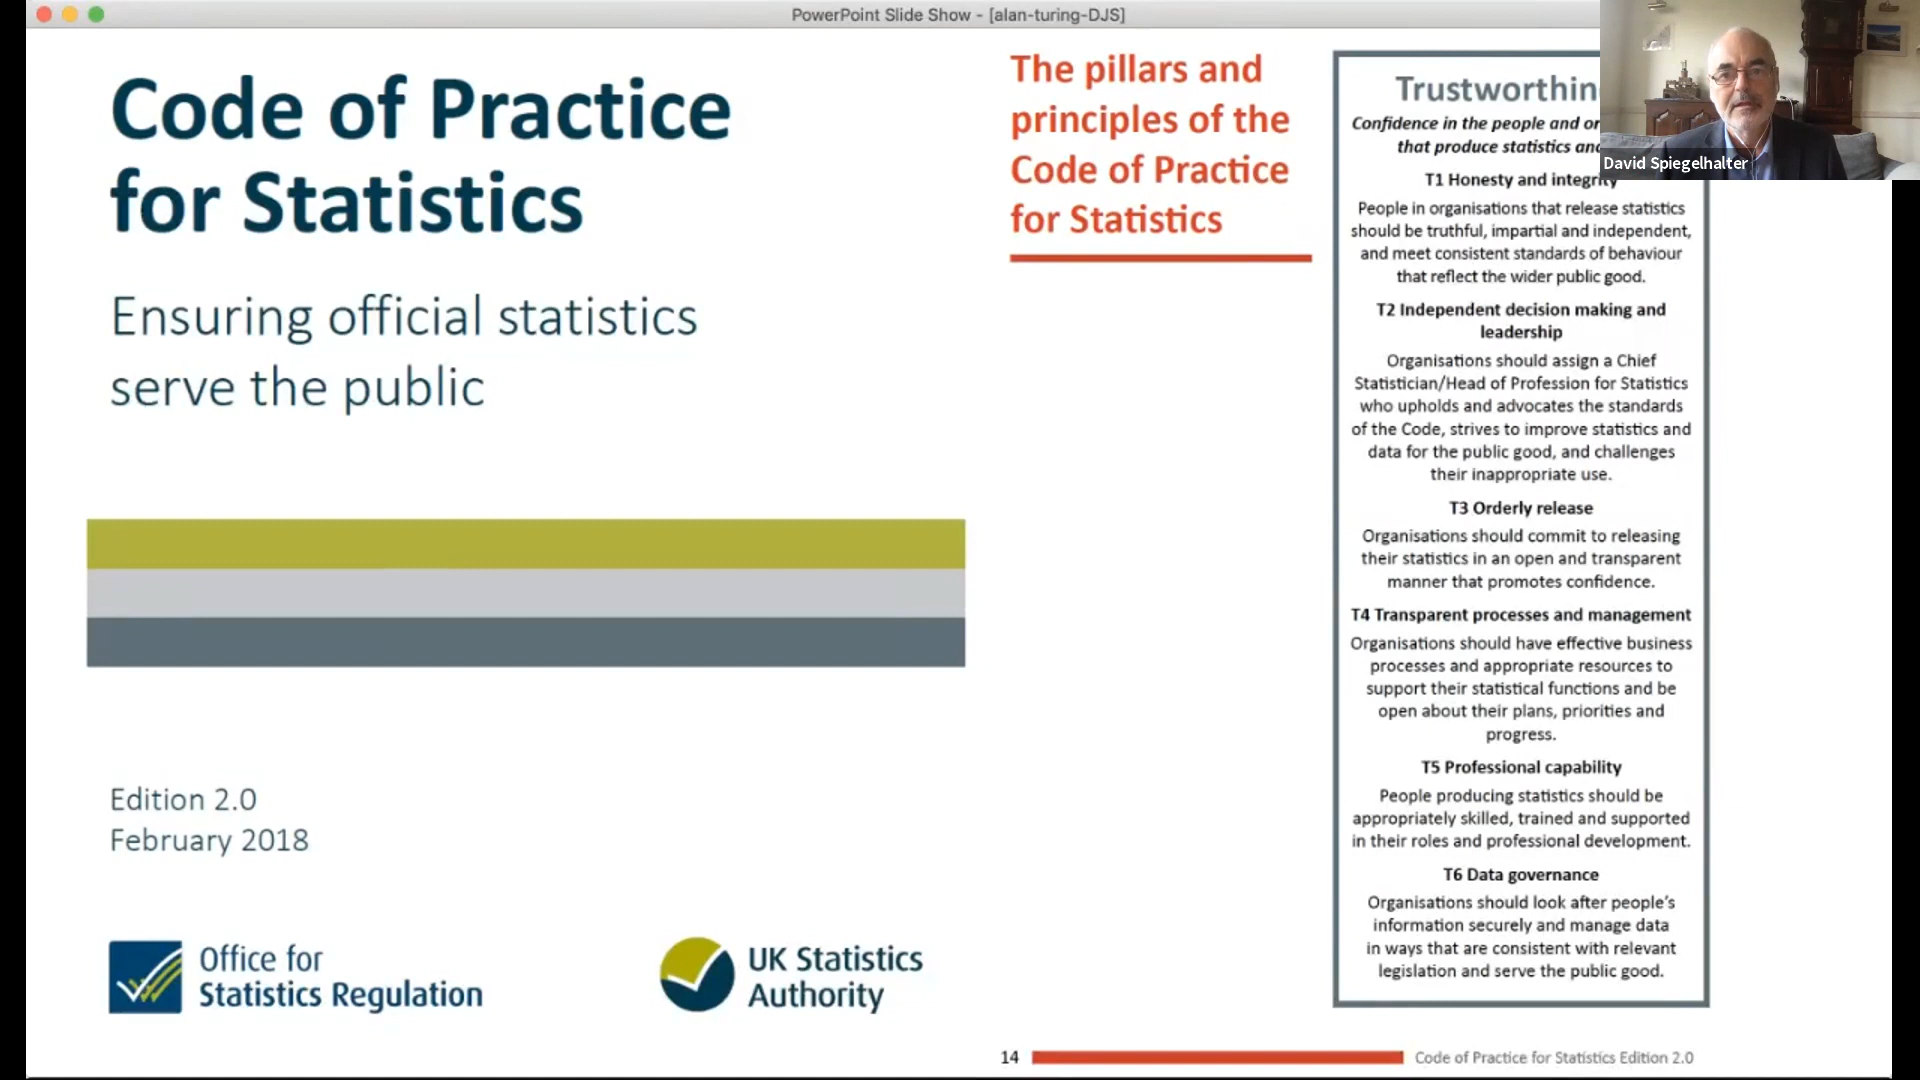 PowerPoint Slide Show - [alan-turing-DJS]
Code of Practice
for Statistics
Ensuring official statistics
serve the public
Edition 2.0
February 2018
Office for
Statistics Regulation
UK Statistics
Authority
The pillars and
principles of the
Code of Practice
for Statistics
Trustworthin
Confidence in the people and or
that produce statistics an
T1 Honesty and integrity
People in organisations that release statistics
should be truthful, impartial and independent,
and meet consistent standards of behaviour
that reflect the wider public good.
T2 Independent decision making and
leadership
Organisations should assign a Chief
Statistician/Head of Profession for Statistics
who upholds and advocates the standards
of the Code, strives to improve statistics and
data for the public good, and challenges
their inappropriate use.
T3 Orderly release
Organisations should commit to releasing
their statistics in an open and transparent
manner that promotes confidence.
T4 Transparent processes and management
Organisations should have effective business
processes and appropriate resources to
support their statistical functions and be
open about their plans, priorities and
progress.
T5 Professional capability
People producing statistics should be
appropriately skilled, trained and supported
in their roles and professional development.
T6 Data governance
Organisations should look after people's
information securely and manage data
in ways that are consistent with relevant
legislation and serve the public good.
14
Code of Practice for Statistics Edition 2.0
David Spiegelhalter